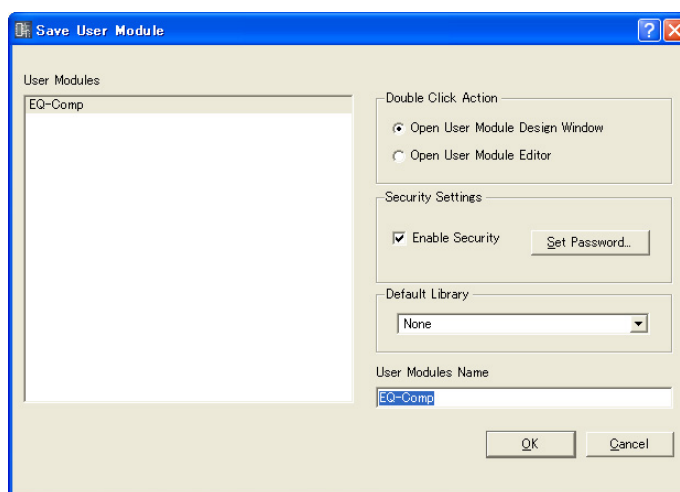 Save User Module
User Modules
EQ-Comp
Double Click Action
Open User Module Design Window
Open User Module Editor
Security Settings
Enable Security
Set Password...
Default Library
None
User Modules Name
EQ-Comp
OK
Cancel